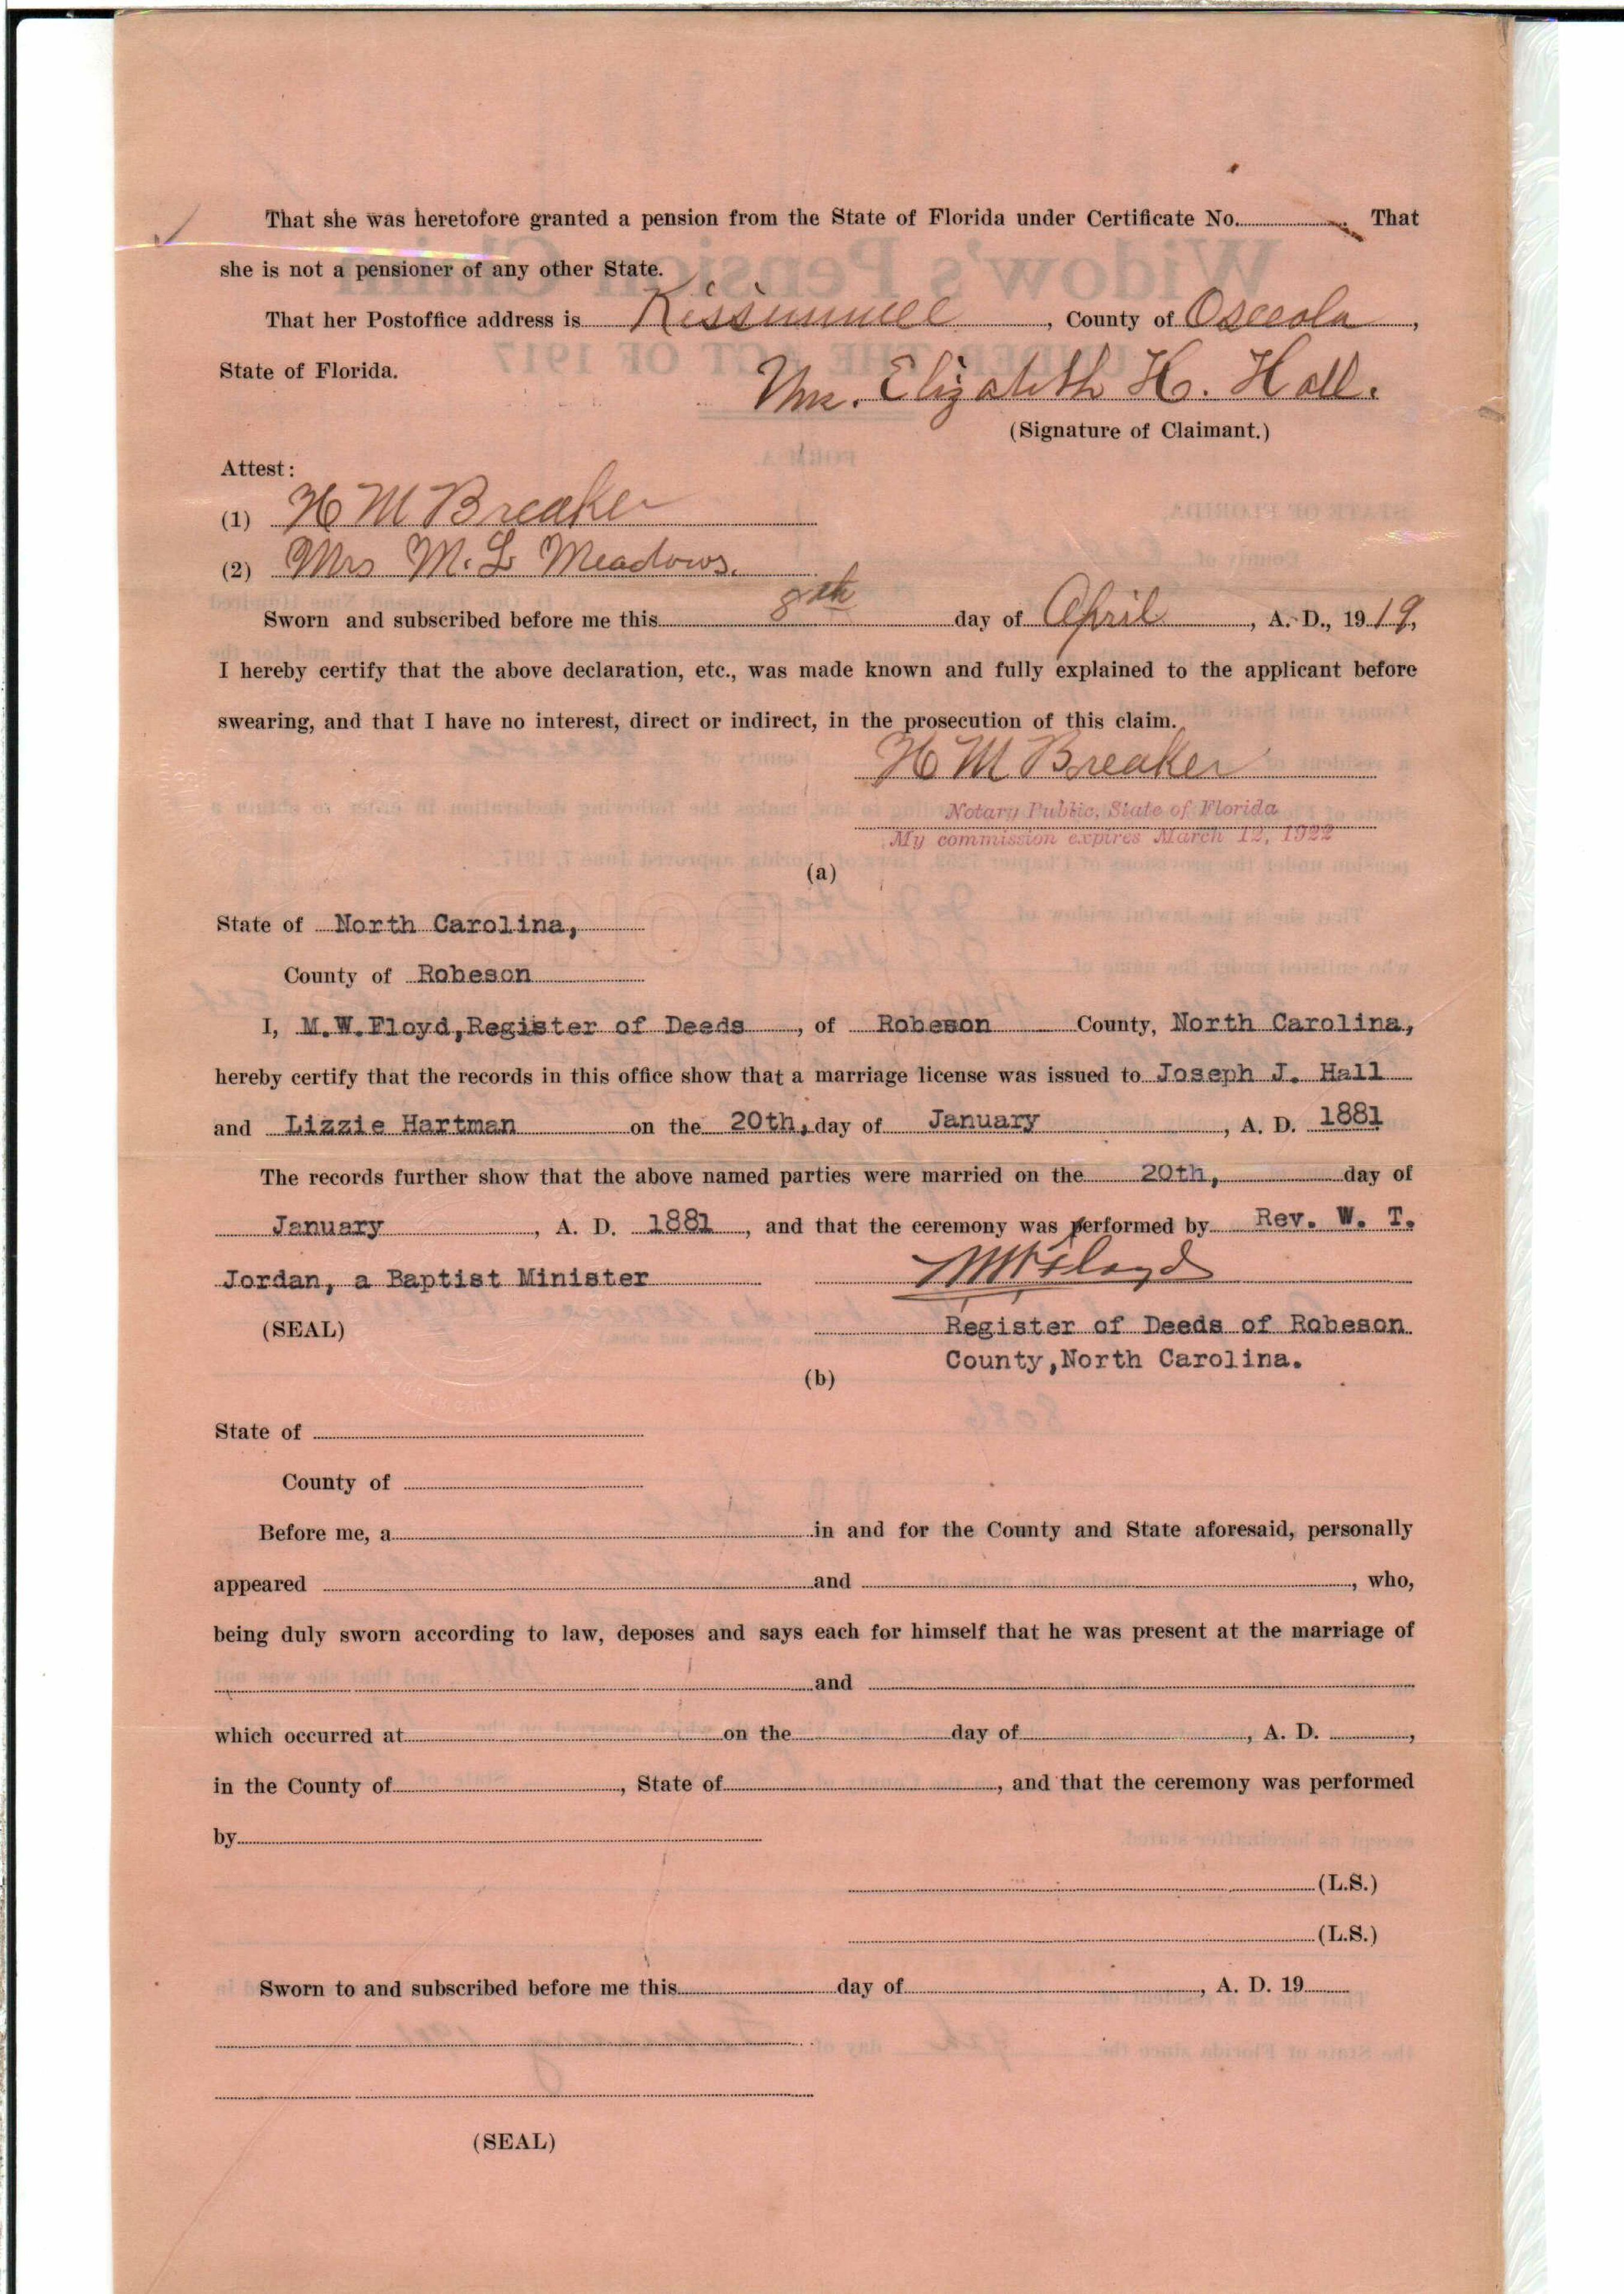 That she was heretofore granted a pension from the State of Florida under Certificate No. That
she is not a pensioner of any other State.
That her Postoffice address is Kissimmee, County of Osceola,
State of Florida.
Mrs. Elizabeth H. Hall.
(Signature of Claimant.)
Attest:
(1) H M Breaker
(2) Mrs M. L Meadows.
Sworn and subscribed before me this 8th day of April, A. D., 1919,
I hereby certify that the above declaration, etc., was made known and fully explained to the applicant before
swearing, and that I have no interest, direct or indirect, in the prosecution of this claim.
H M Breaker
Notary Public, State of Florida
My commission expires March 12, 1922
(a)
State of North Carolina,
County of Robeson
I, M.W.Floyd,Register of Deeds, of Robeson County, North Carolina,
hereby certify that the records in this office show that a marriage license was issued to Joseph J. Hall
and Lizzie Hartman on the 20th, day of January, A. D. 1881
The records further show that the above named parties were married on the 20th, day of
January, A. D. 1881, and that the ceremony was performed by Rev. W. T.
Jordan, a Baptist Minister
M W Floyd
(SEAL)
Register of Deeds of Robeson
County,North Carolina.
(b)
State of
County of
Before me, a in and for the County and State aforesaid, personally
appeared and , who,
being duly sworn according to law, deposes and says each for himself that he was present at the marriage of
and
which occurred at on the day of , A. D. ,
in the County of , State of , and that the ceremony was performed
by
(L.S.)
(L.S.)
Sworn to and subscribed before me this day of , A. D. 19
(SEAL)